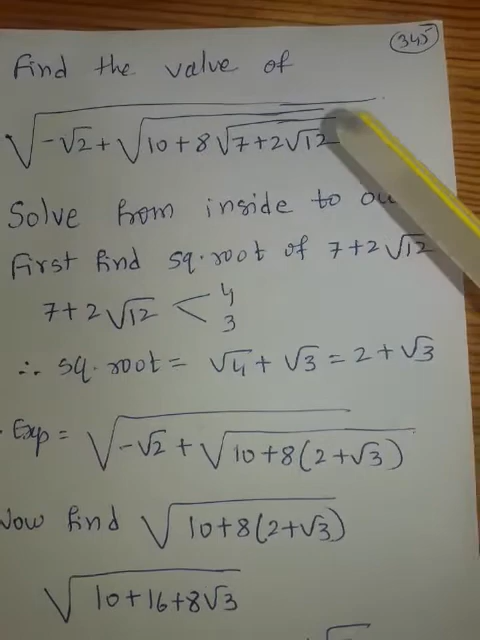 345
Find the value of
√(-√2 + √(10 + 8√(7 + 2√12)))
Solve from inside to
First find sq. root of 7 + 2√12
7 + 2√12 < 4
3
∴ sq. root = √4 + √3 = 2 + √3
Exp = √(-√2 + √(10 + 8(2 + √3)))
Now find √(10 + 8(2 + √3))
√(10 + 16 + 8√3)